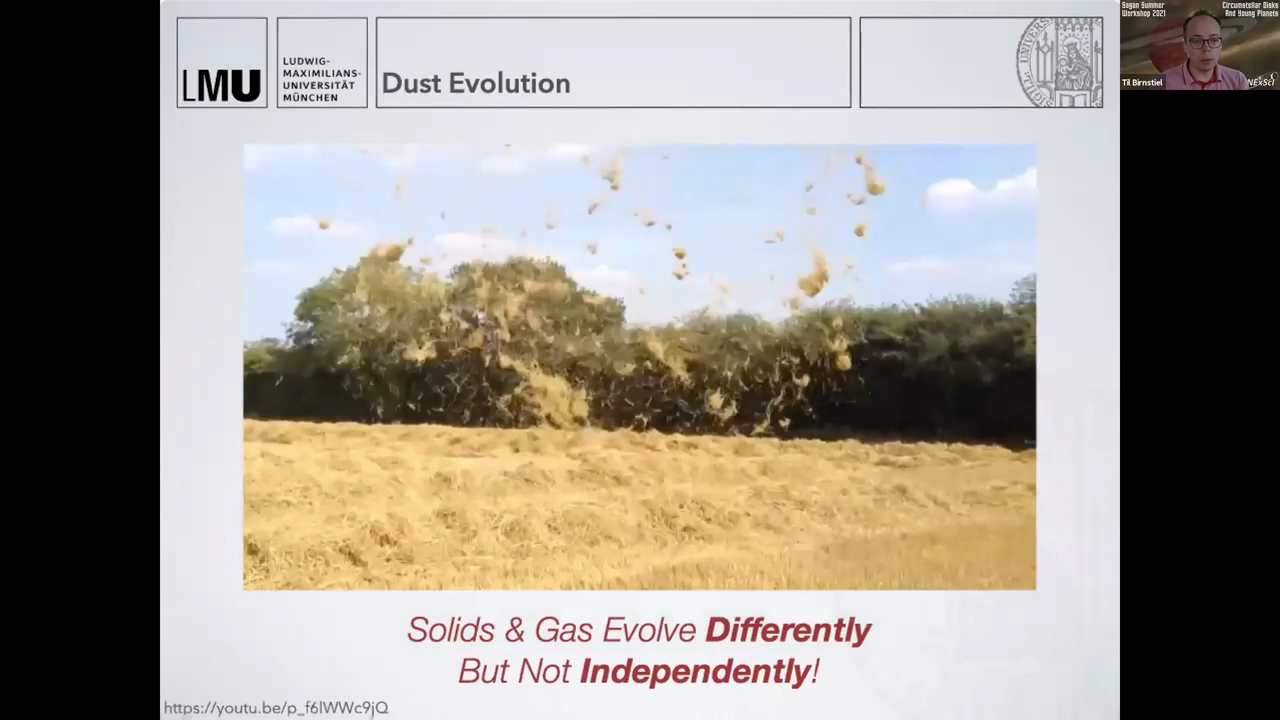 LMU
LUDWIG-
MAXIMILIANS-
UNIVERSITÄT
MÜNCHEN
Dust Evolution
Solids & Gas Evolve Differently
But Not Independently!
https://youtu.be/p_f6lWWc9jQ
Sagan Summer
Workshop 2021
Circumstellar Disks
And Young Planets
Til Birnstiel
NExScI